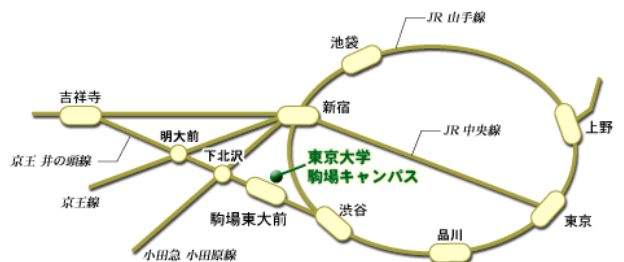 JR 山手線
池袋
吉祥寺
新宿
上野
明大前
JR 中央線
下北沢
京王 井の頭線
東京大学
駒場キャンパス
京王線
駒場東大前
渋谷
東京
品川
小田急 小田原線